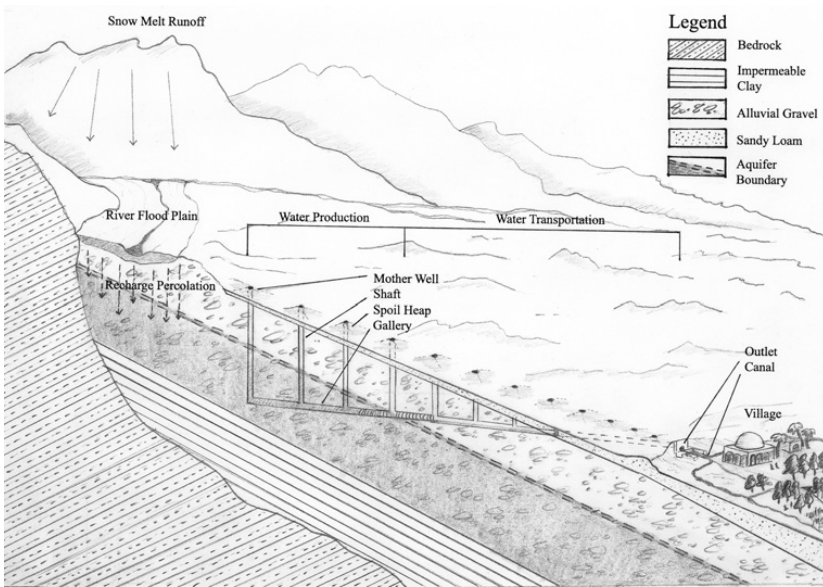 Snow Melt Runoff
Legend
Bedrock
Impermeable
Clay
Alluvial Gravel
Sandy Loam
Aquifer
Boundary
River Flood Plain
Water Production
Water Transportation
Recharge Percolation
Mother Well
Shaft
Spoil Heap
Gallery
Outlet
Canal
Village